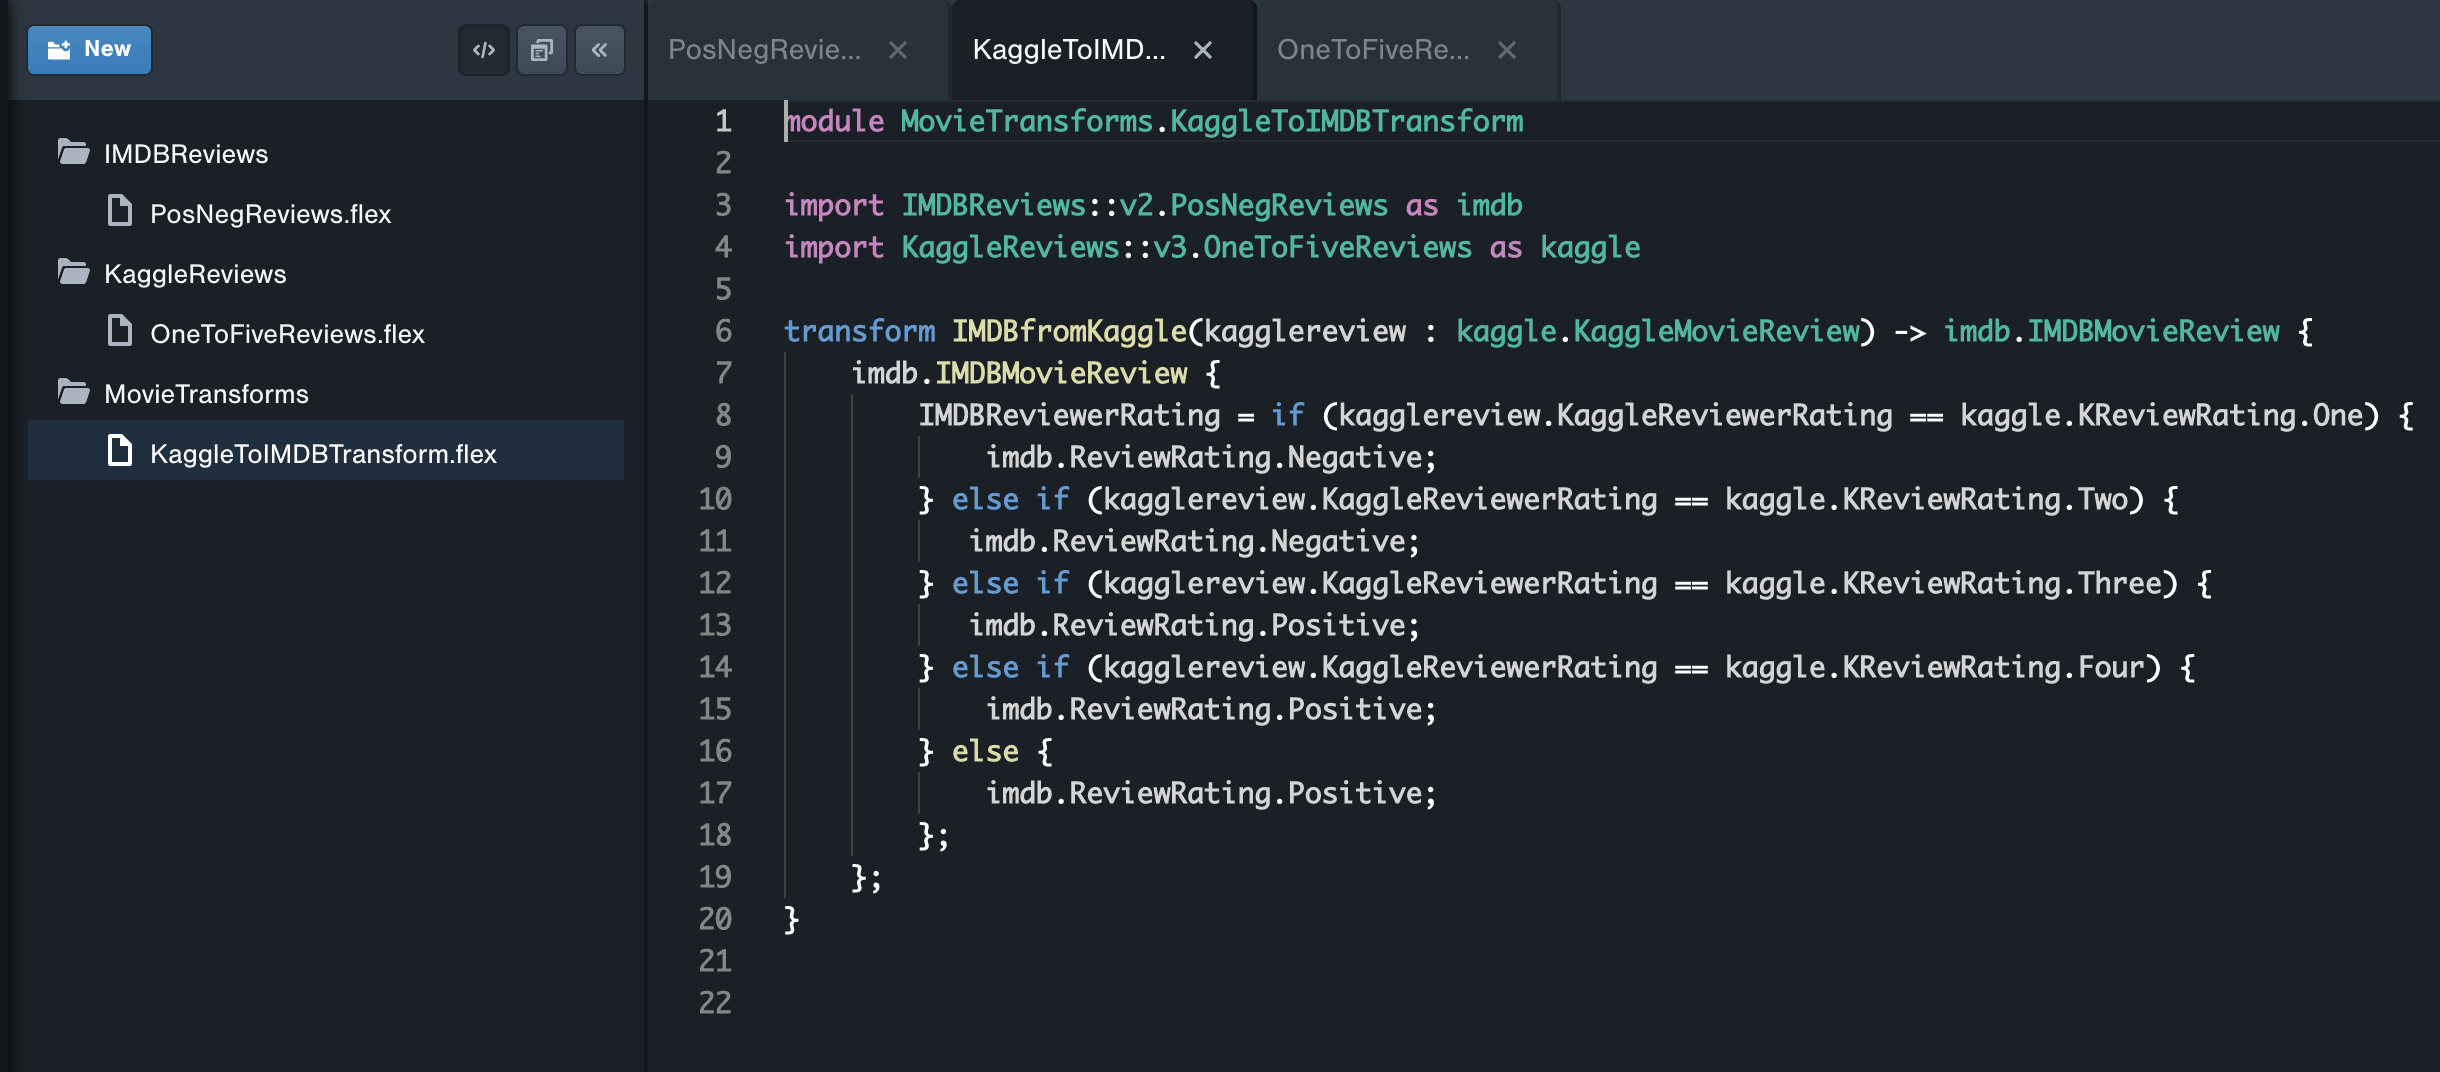 New
</>
«
IMDBReviews
PosNegReviews.flex
KaggleReviews
OneToFiveReviews.flex
MovieTransforms
KaggleToIMDBTransform.flex
PosNegRevie... ×
KaggleToIMD... ×
OneToFiveRe... ×
1 module MovieTransforms.KaggleToIMDBTransform
2
3 import IMDBReviews::v2.PosNegReviews as imdb
4 import KaggleReviews::v3.OneToFiveReviews as kaggle
5
6 transform IMDBfromKaggle(kagglereview : kaggle.KaggleMovieReview) -> imdb.IMDBMovieReview {
7     imdb.IMDBMovieReview {
8         IMDBReviewerRating = if (kagglereview.KaggleReviewerRating == kaggle.KReviewRating.One) {
9             imdb.ReviewRating.Negative;
10         } else if (kagglereview.KaggleReviewerRating == kaggle.KReviewRating.Two) {
11            imdb.ReviewRating.Negative;
12         } else if (kagglereview.KaggleReviewerRating == kaggle.KReviewRating.Three) {
13            imdb.ReviewRating.Positive;
14         } else if (kagglereview.KaggleReviewerRating == kaggle.KReviewRating.Four) {
15             imdb.ReviewRating.Positive;
16         } else {
17             imdb.ReviewRating.Positive;
18         };
19     };
20 }
21
22